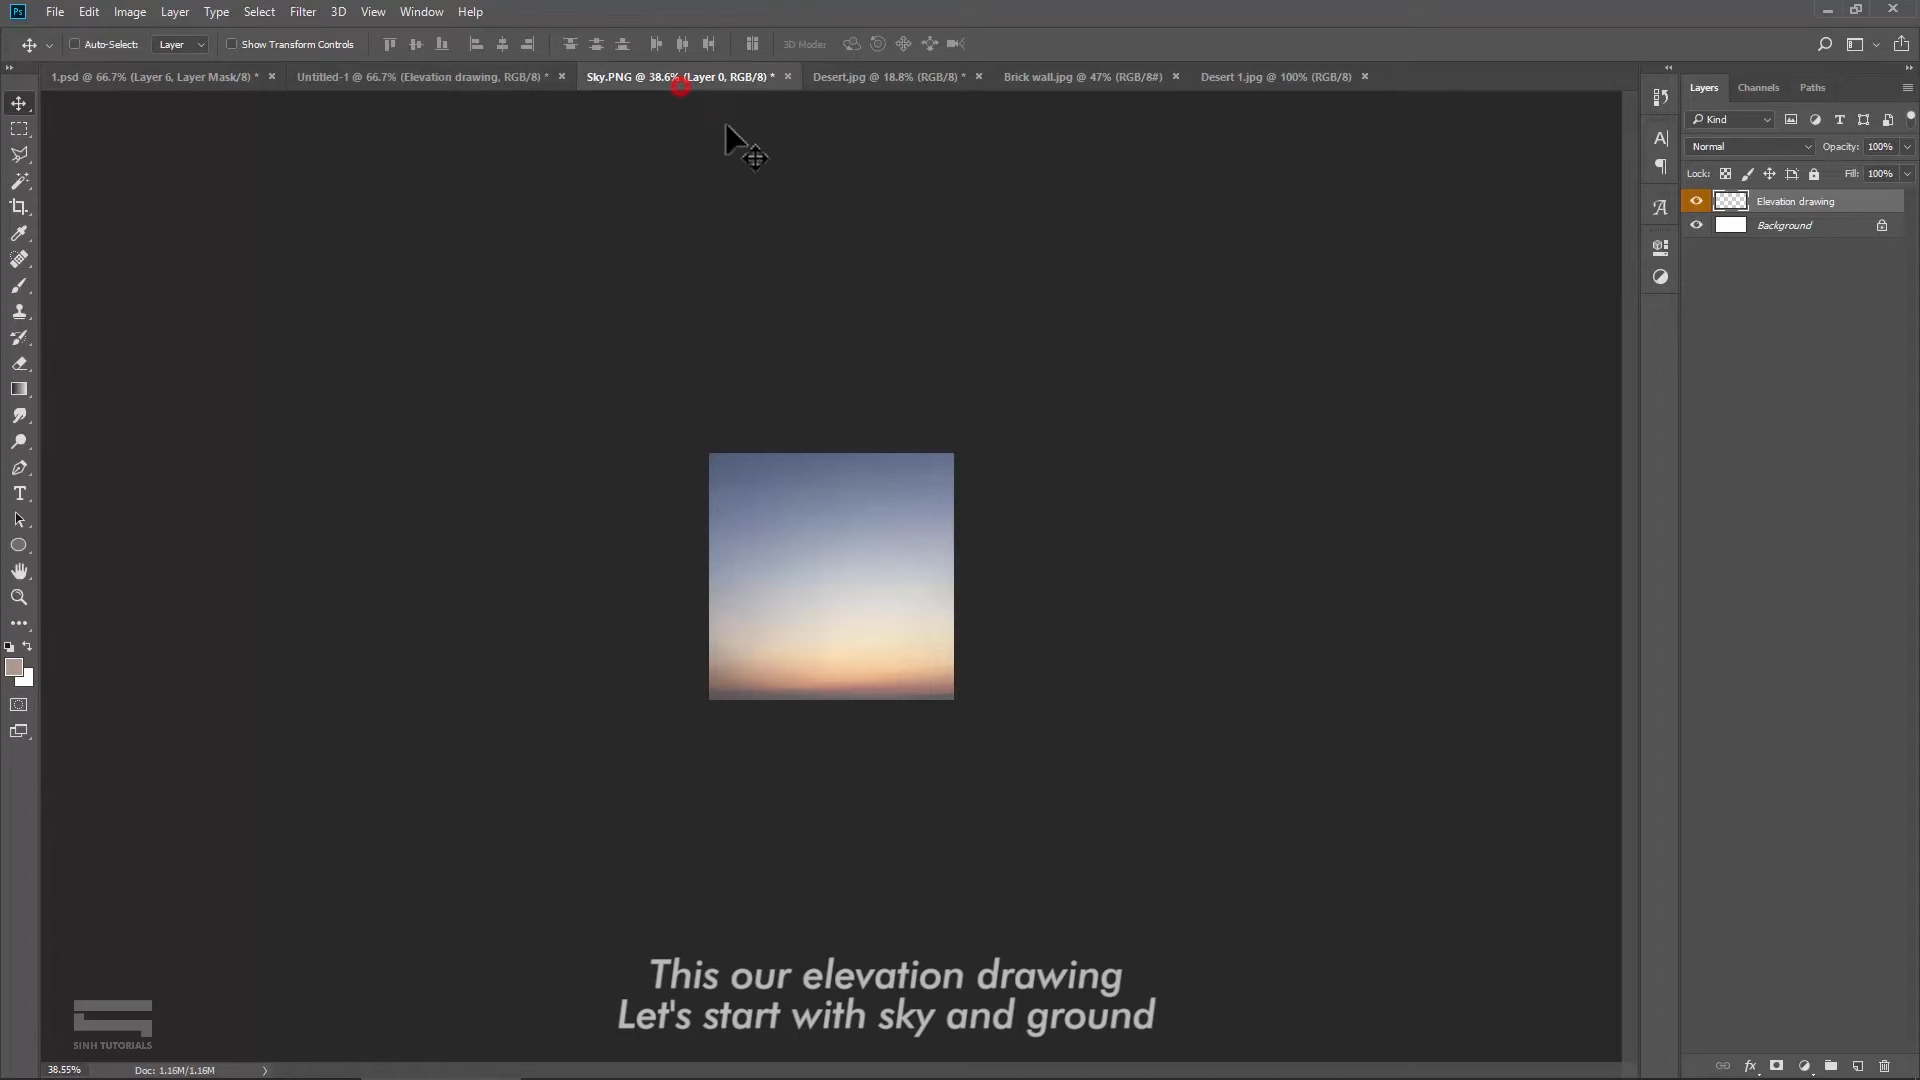 Ps File Edit Image Layer Type Select Filter 3D View Window Help
Auto-Select: Layer Show Transform Controls 3D Mode:
1.psd @ 66.7% (Layer 6, Layer Mask/8) * Untitled-1 @ 66.7% (Elevation drawing, RGB/8) * Sky.PNG @ 38.6% (Layer 0, RGB/8) * Desert.jpg @ 18.8% (RGB/8) * Brick wall.jpg @ 47% (RGB/8#) Desert 1.jpg @ 100% (RGB/8)
Layers Channels Paths
Kind
Normal Opacity: 100%
Lock: Fill: 100%
Elevation drawing
Background
This our elevation drawing
Let's start with sky and ground
SINH TUTORIALS
38.55% Doc: 1.16M/1.16M